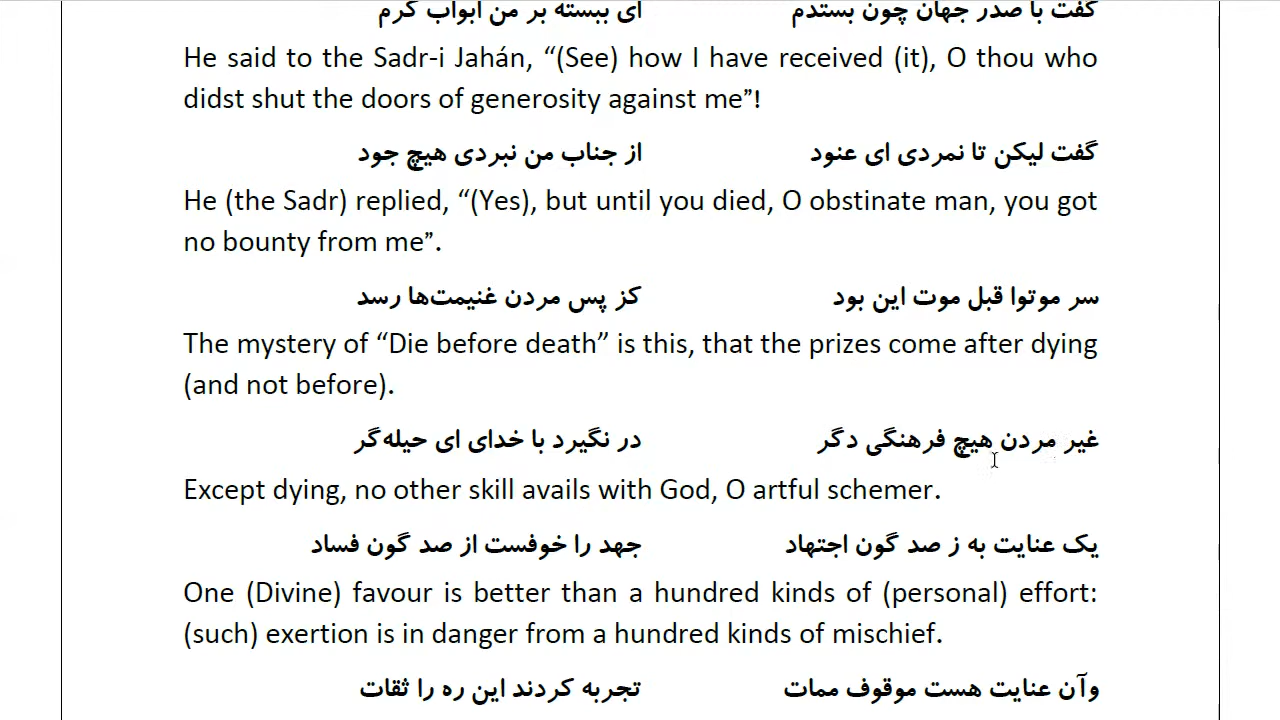 گفت با صدر جهان چون بستدم ای ببسته بر من ابواب کرم
He said to the Sadr-i Jahán, “(See) how I have received (it), O thou who
didst shut the doors of generosity against me”!
گفت لیکن تا نمردی ای عنود از جناب من نبردی هیچ جود
He (the Sadr) replied, “(Yes), but until you died, O obstinate man, you got
no bounty from me”.
سر موتوا قبل موت این بود کز پس مردن غنیمت‌ها رسد
The mystery of “Die before death” is this, that the prizes come after dying
(and not before).
غیر مردن هیچ فرهنگی دگر در نگیرد با خدای ای حیله‌گر
Except dying, no other skill avails with God, O artful schemer.
یک عنایت به ز صد گون اجتهاد جهد را خوفست از صد گون فساد
One (Divine) favour is better than a hundred kinds of (personal) effort:
(such) exertion is in danger from a hundred kinds of mischief.
وآن عنایت هست موقوف ممات تجربه کردند این ره را ثقات